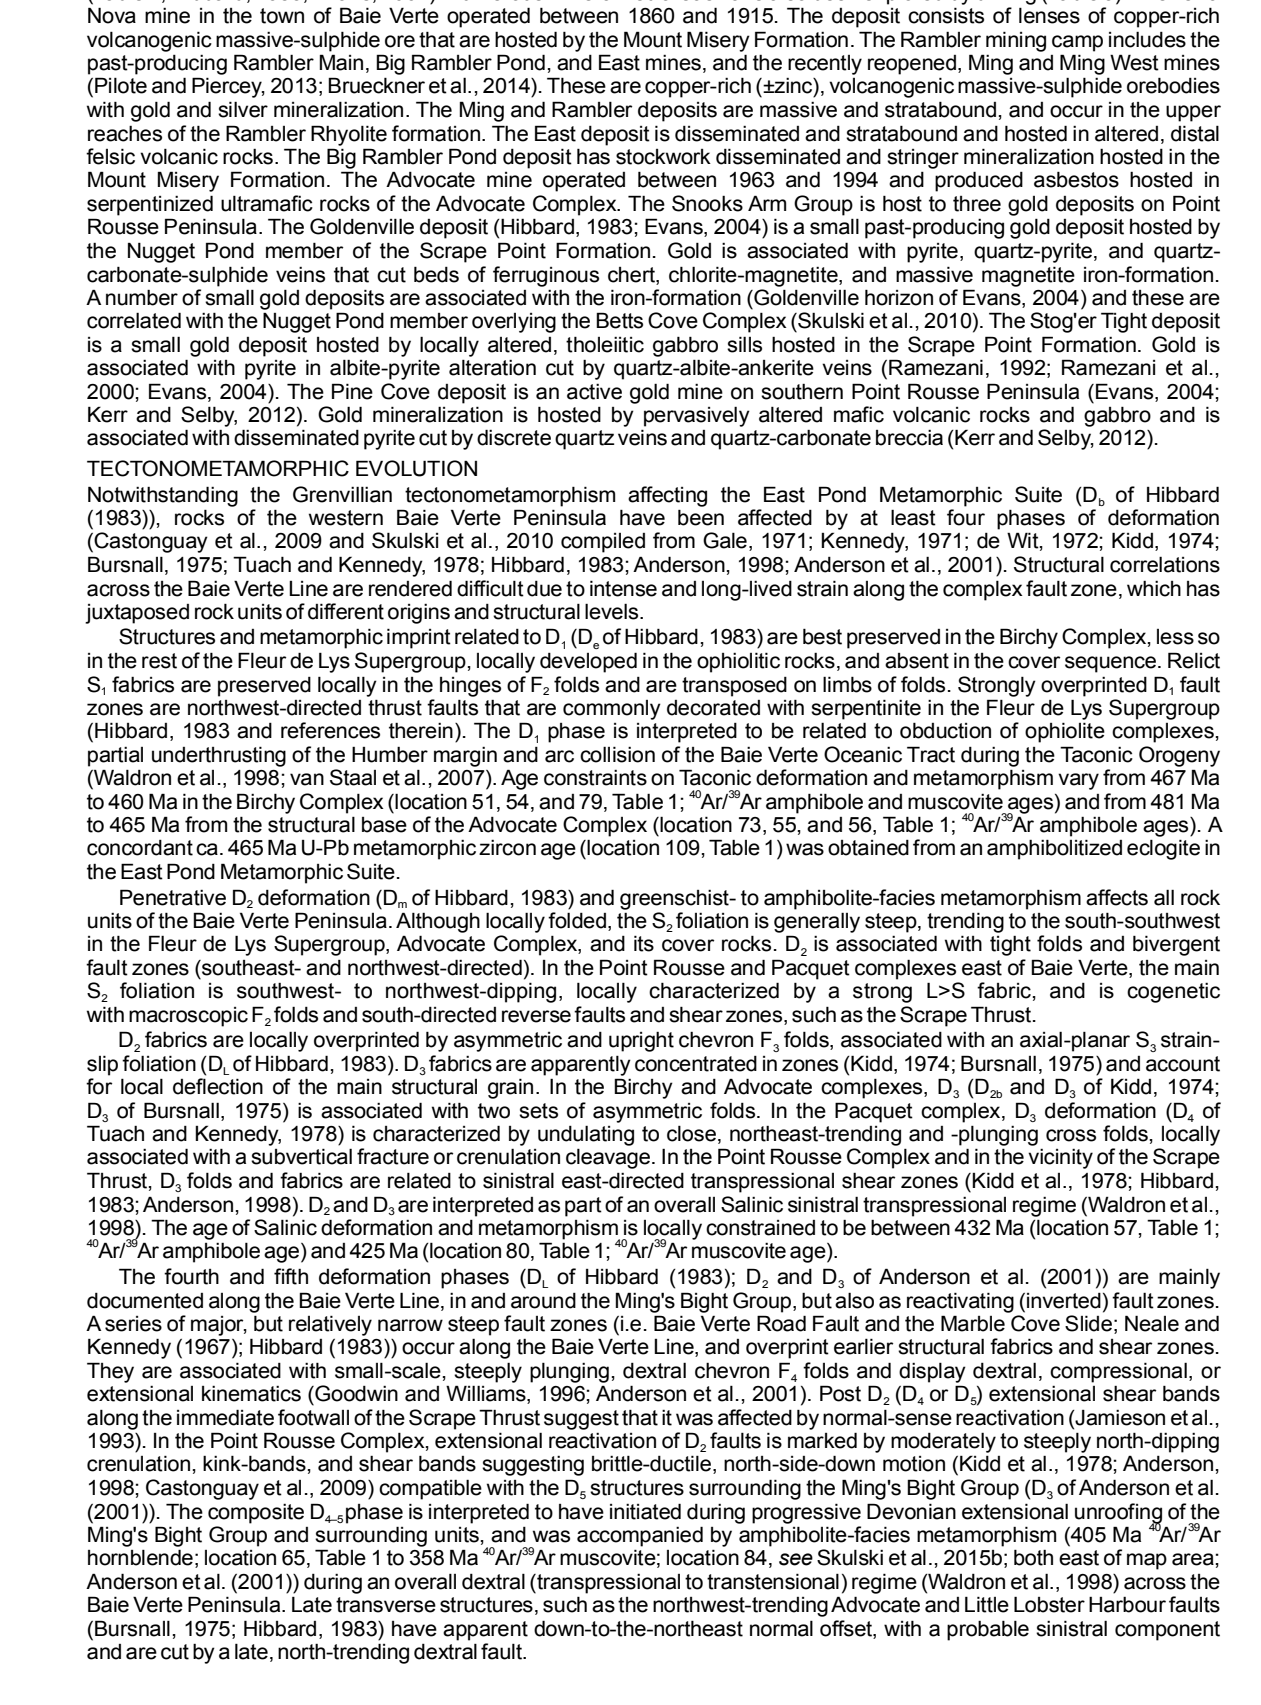 Nova mine in the town of Baie Verte operated between 1860 and 1915. The deposit consists of lenses of copper-rich
volcanogenic massive-sulphide ore that are hosted by the Mount Misery Formation. The Rambler mining camp includes the
past-producing Rambler Main, Big Rambler Pond, and East mines, and the recently reopened, Ming and Ming West mines
(Pilote and Piercey, 2013; Brueckner et al., 2014). These are copper-rich (±zinc), volcanogenic massive-sulphide orebodies
with gold and silver mineralization. The Ming and Rambler deposits are massive and stratabound, and occur in the upper
reaches of the Rambler Rhyolite formation. The East deposit is disseminated and stratabound and hosted in altered, distal
felsic volcanic rocks. The Big Rambler Pond deposit has stockwork disseminated and stringer mineralization hosted in the
Mount Misery Formation. The Advocate mine operated between 1963 and 1994 and produced asbestos hosted in
serpentinized ultramafic rocks of the Advocate Complex. The Snooks Arm Group is host to three gold deposits on Point
Rousse Peninsula. The Goldenville deposit (Hibbard, 1983; Evans, 2004) is a small past-producing gold deposit hosted by
the Nugget Pond member of the Scrape Point Formation. Gold is associated with pyrite, quartz-pyrite, and quartz-
carbonate-sulphide veins that cut beds of ferruginous chert, chlorite-magnetite, and massive magnetite iron-formation.
A number of small gold deposits are associated with the iron-formation (Goldenville horizon of Evans, 2004) and these are
correlated with the Nugget Pond member overlying the Betts Cove Complex (Skulski et al., 2010). The Stog'er Tight deposit
is a small gold deposit hosted by locally altered, tholeiitic gabbro sills hosted in the Scrape Point Formation. Gold is
associated with pyrite in albite-pyrite alteration cut by quartz-albite-ankerite veins (Ramezani, 1992; Ramezani et al.,
2000; Evans, 2004). The Pine Cove deposit is an active gold mine on southern Point Rousse Peninsula (Evans, 2004;
Kerr and Selby, 2012). Gold mineralization is hosted by pervasively altered mafic volcanic rocks and gabbro and is
associated with disseminated pyrite cut by discrete quartz veins and quartz-carbonate breccia (Kerr and Selby, 2012).
TECTONOMETAMORPHIC EVOLUTION
Notwithstanding the Grenvillian tectonometamorphism affecting the East Pond Metamorphic Suite (D_b of Hibbard
(1983)), rocks of the western Baie Verte Peninsula have been affected by at least four phases of deformation
(Castonguay et al., 2009 and Skulski et al., 2010 compiled from Gale, 1971; Kennedy, 1971; de Wit, 1972; Kidd, 1974;
Bursnall, 1975; Tuach and Kennedy, 1978; Hibbard, 1983; Anderson, 1998; Anderson et al., 2001). Structural correlations
across the Baie Verte Line are rendered difficult due to intense and long-lived strain along the complex fault zone, which has
juxtaposed rock units of different origins and structural levels.
Structures and metamorphic imprint related to D₁ (Dₑ of Hibbard, 1983) are best preserved in the Birchy Complex, less so
in the rest of the Fleur de Lys Supergroup, locally developed in the ophiolitic rocks, and absent in the cover sequence. Relict
S₁ fabrics are preserved locally in the hinges of F₂ folds and are transposed on limbs of folds. Strongly overprinted D₁ fault
zones are northwest-directed thrust faults that are commonly decorated with serpentinite in the Fleur de Lys Supergroup
(Hibbard, 1983 and references therein). The D₁ phase is interpreted to be related to obduction of ophiolite complexes,
partial underthrusting of the Humber margin and arc collision of the Baie Verte Oceanic Tract during the Taconic Orogeny
(Waldron et al., 1998; van Staal et al., 2007). Age constraints on Taconic deformation and metamorphism vary from 467 Ma
to 460 Ma in the Birchy Complex (location 51, 54, and 79, Table 1; ⁴⁰Ar/³⁹Ar amphibole and muscovite ages) and from 481 Ma
to 465 Ma from the structural base of the Advocate Complex (location 73, 55, and 56, Table 1; ⁴⁰Ar/³⁹Ar amphibole ages). A
concordant ca. 465 Ma U-Pb metamorphic zircon age (location 109, Table 1) was obtained from an amphibolitized eclogite in
the East Pond Metamorphic Suite.
Penetrative D₂ deformation (Dₘ of Hibbard, 1983) and greenschist- to amphibolite-facies metamorphism affects all rock
units of the Baie Verte Peninsula. Although locally folded, the S₂ foliation is generally steep, trending to the south-southwest
in the Fleur de Lys Supergroup, Advocate Complex, and its cover rocks. D₂ is associated with tight folds and bivergent
fault zones (southeast- and northwest-directed). In the Point Rousse and Pacquet complexes east of Baie Verte, the main
S₂ foliation is southwest- to northwest-dipping, locally characterized by a strong L>S fabric, and is cogenetic
with macroscopic F₂ folds and south-directed reverse faults and shear zones, such as the Scrape Thrust.
D₂ fabrics are locally overprinted by asymmetric and upright chevron F₃ folds, associated with an axial-planar S₃ strain-
slip foliation (D_L of Hibbard, 1983). D₃ fabrics are apparently concentrated in zones (Kidd, 1974; Bursnall, 1975) and account
for local deflection of the main structural grain. In the Birchy and Advocate complexes, D₃ (D_2b and D₃ of Kidd, 1974;
D₃ of Bursnall, 1975) is associated with two sets of asymmetric folds. In the Pacquet complex, D₃ deformation (D₄ of
Tuach and Kennedy, 1978) is characterized by undulating to close, northeast-trending and -plunging cross folds, locally
associated with a subvertical fracture or crenulation cleavage. In the Point Rousse Complex and in the vicinity of the Scrape
Thrust, D₃ folds and fabrics are related to sinistral east-directed transpressional shear zones (Kidd et al., 1978; Hibbard,
1983; Anderson, 1998). D₂ and D₃ are interpreted as part of an overall Salinic sinistral transpressional regime (Waldron et al.,
1998). The age of Salinic deformation and metamorphism is locally constrained to be between 432 Ma (location 57, Table 1;
⁴⁰Ar/³⁹Ar amphibole age) and 425 Ma (location 80, Table 1; ⁴⁰Ar/³⁹Ar muscovite age).
The fourth and fifth deformation phases (D_L of Hibbard (1983); D₂ and D₃ of Anderson et al. (2001)) are mainly
documented along the Baie Verte Line, in and around the Ming's Bight Group, but also as reactivating (inverted) fault zones.
A series of major, but relatively narrow steep fault zones (i.e. Baie Verte Road Fault and the Marble Cove Slide; Neale and
Kennedy (1967); Hibbard (1983)) occur along the Baie Verte Line, and overprint earlier structural fabrics and shear zones.
They are associated with small-scale, steeply plunging, dextral chevron F₄ folds and display dextral, compressional, or
extensional kinematics (Goodwin and Williams, 1996; Anderson et al., 2001). Post D₂ (D₄ or D₅) extensional shear bands
along the immediate footwall of the Scrape Thrust suggest that it was affected by normal-sense reactivation (Jamieson et al.,
1993). In the Point Rousse Complex, extensional reactivation of D₂ faults is marked by moderately to steeply north-dipping
crenulation, kink-bands, and shear bands suggesting brittle-ductile, north-side-down motion (Kidd et al., 1978; Anderson,
1998; Castonguay et al., 2009) compatible with the D₅ structures surrounding the Ming's Bight Group (D₃ of Anderson et al.
(2001)). The composite D₄₋₅ phase is interpreted to have initiated during progressive Devonian extensional unroofing of the
Ming's Bight Group and surrounding units, and was accompanied by amphibolite-facies metamorphism (405 Ma ⁴⁰Ar/³⁹Ar
hornblende; location 65, Table 1 to 358 Ma ⁴⁰Ar/³⁹Ar muscovite; location 84, see Skulski et al., 2015b; both east of map area;
Anderson et al. (2001)) during an overall dextral (transpressional to transtensional) regime (Waldron et al., 1998) across the
Baie Verte Peninsula. Late transverse structures, such as the northwest-trending Advocate and Little Lobster Harbour faults
(Bursnall, 1975; Hibbard, 1983) have apparent down-to-the-northeast normal offset, with a probable sinistral component
and are cut by a late, north-trending dextral fault.